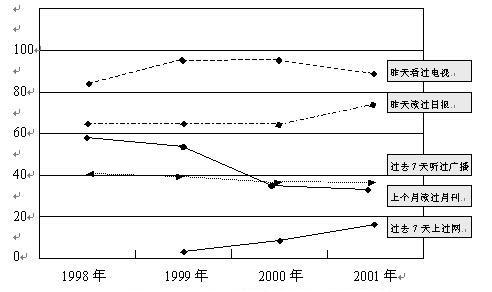 100
80
60
40
20
0
昨天看过电视
昨天读过日报
过去7天听过广播
上个月读过月刊
过去7天上过网
1998年
1999年
2000年
2001年